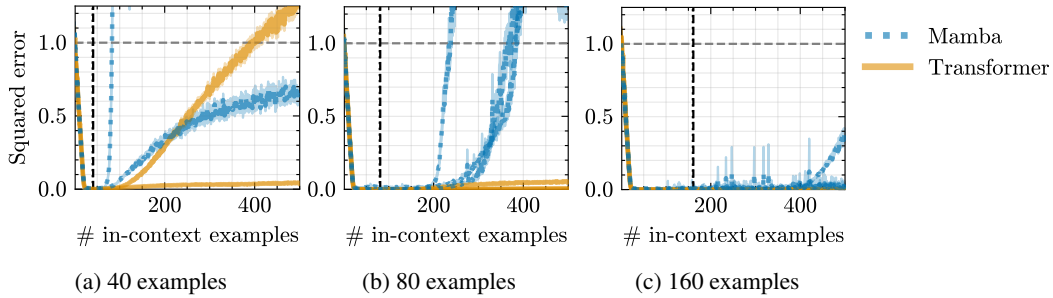 Squared error
1.0
0.5
0.0
200
400
# in-context examples
(a) 40 examples
1.0
0.5
0.0
200
400
# in-context examples
(b) 80 examples
1.0
0.5
0.0
200
400
# in-context examples
(c) 160 examples
Mamba
Transformer